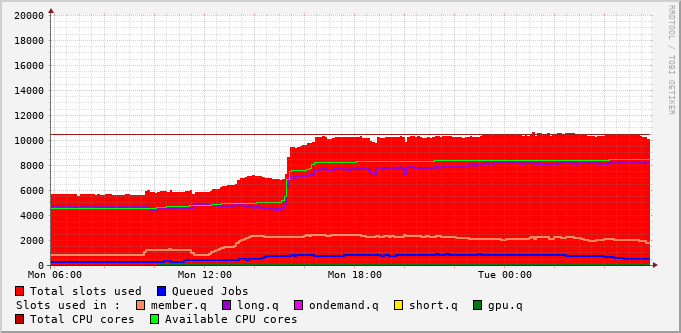 RRDTOOL / TOBI OETIKER
20000
18000
16000
14000
12000
10000
8000
6000
4000
2000
0
Mon 06:00 Mon 12:00 Mon 18:00 Tue 00:00
Total slots used Queued Jobs
Slots used in : member.q long.q ondemand.q short.q gpu.q
Total CPU cores Available CPU cores